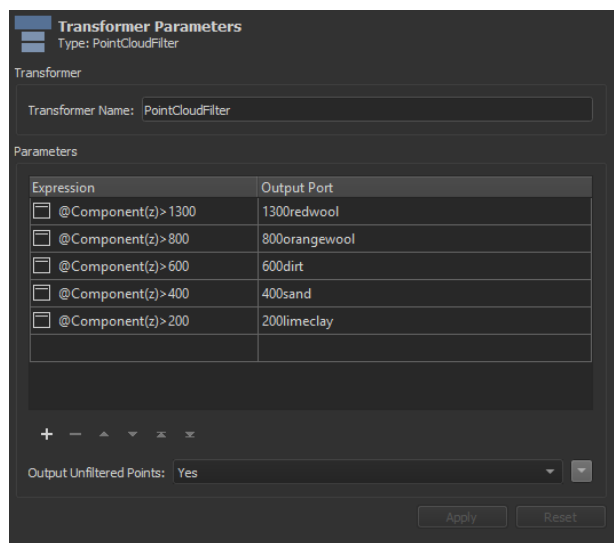 Transformer Parameters
Type: PointCloudFilter
Transformer
Transformer Name: PointCloudFilter
Parameters
Expression Output Port
@Component(z)>1300 1300redwool
@Component(z)>800 800orangewool
@Component(z)>600 600dirt
@Component(z)>400 400sand
@Component(z)>200 200limeclay
Output Unfiltered Points: Yes
Apply Reset